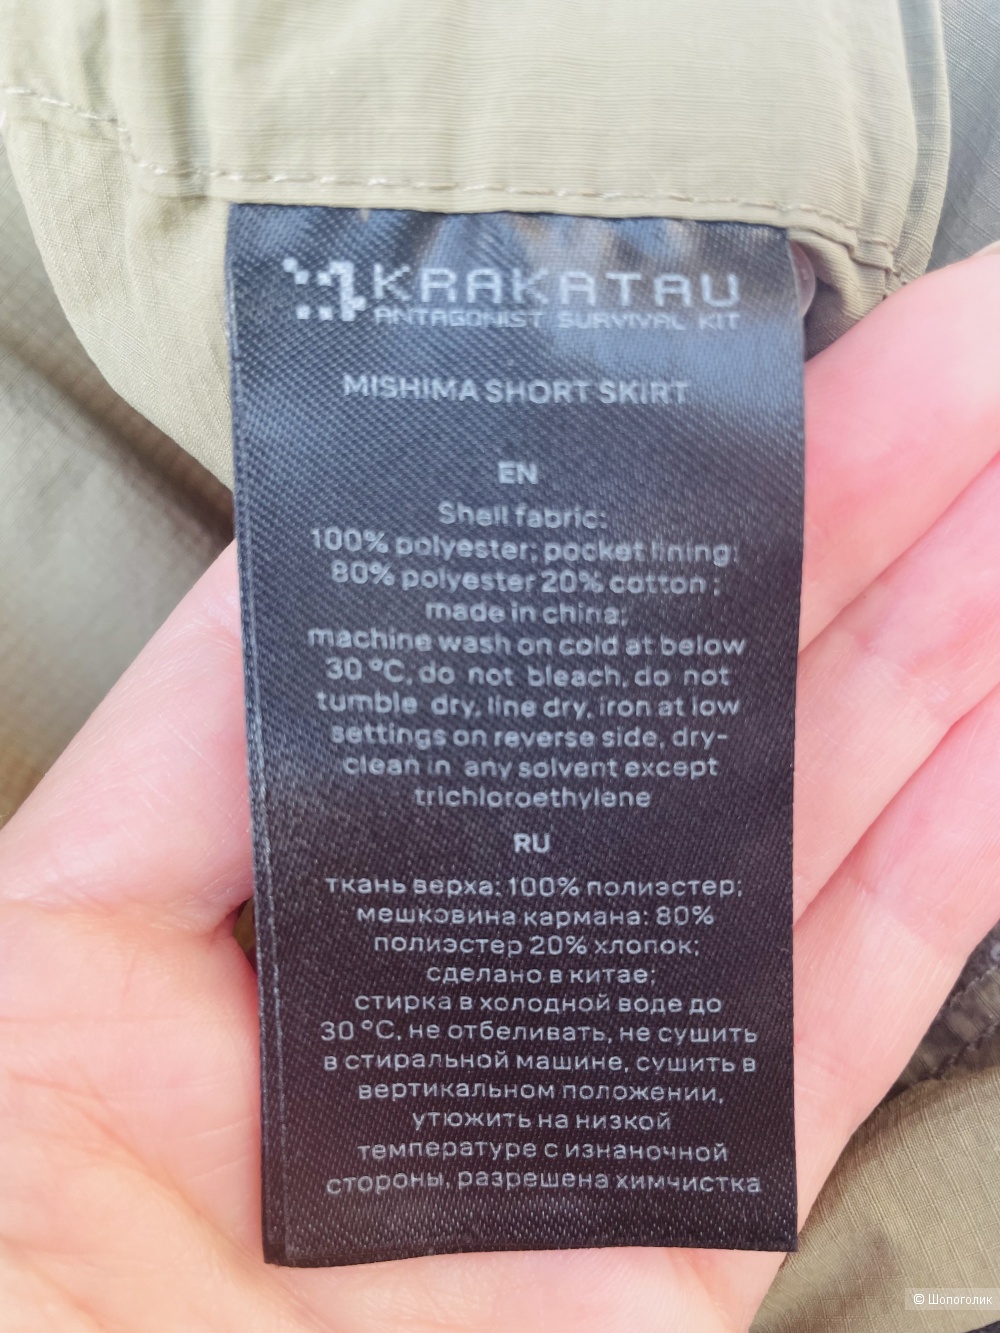 KRAKATAU
ANTAGONIST SURVIVAL KIT
MISHIMA SHORT SKIRT
EN
Shell fabric:
100% polyester; pocket lining:
80% polyester 20% cotton ;
made in china;
machine wash on cold at below
30 °C, do not bleach, do not
tumble dry, line dry, iron at low
settings on reverse side, dry-
clean in any solvent except
trichloroethylene
RU
ткань верха: 100% полиэстер;
мешковина кармана: 80%
полиэстер 20% хлопок;
сделано в китае;
стирка в холодной воде до
30 °C, не отбеливать, не сушить
в стиральной машине, сушить в
вертикальном положении,
утюжить на низкой
температуре с изнаночной
стороны, разрешена химчистка
© Шопоголик